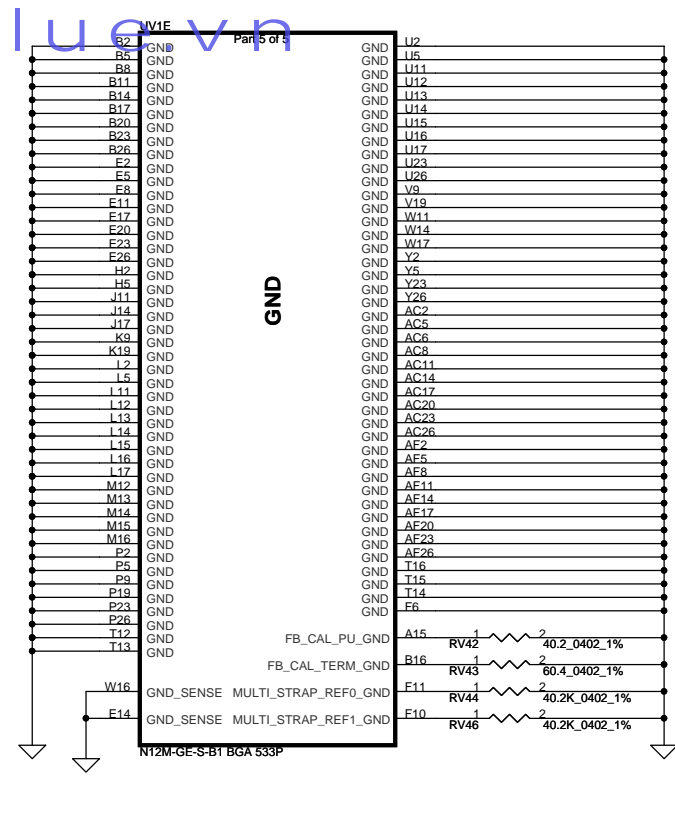 luevn
UV1E
Part 5 of 5
B2 GND GND U2
B5 GND GND U5
B8 GND GND U11
B11 GND GND U12
B14 GND GND U13
B17 GND GND U14
B20 GND GND U15
B23 GND GND U16
B26 GND GND U17
E2 GND GND U23
E5 GND GND U26
E8 GND GND V9
E11 GND GND V19
E17 GND GND W11
E20 GND GND W14
E23 GND GND W17
E26 GND GND Y2
H2 GND GND Y5
H5 GND GND Y23
J11 GND GND Y26
GND
J14 GND GND AC2
J17 GND GND AC5
K9 GND GND AC6
K19 GND GND AC8
L2 GND GND AC11
L5 GND GND AC14
L11 GND GND AC17
L12 GND GND AC20
L13 GND GND AC23
L14 GND GND AC26
L15 GND GND AF2
L16 GND GND AF5
L17 GND GND AF8
M12 GND GND AF11
M13 GND GND AF14
M14 GND GND AF17
M15 GND GND AF20
M16 GND GND AF23
P2 GND GND AF26
P5 GND GND T16
P9 GND GND T15
P19 GND GND T14
P23 GND GND F6
P26 GND
T12 GND FB_CAL_PU_GND A15 1 2
RV42 40.2_0402_1%
T13 GND
FB_CAL_TERM_GND B16 1 2
RV43 60.4_0402_1%
W16 GND_SENSE MULTI_STRAP_REF0_GND F11 1 2
RV44 40.2K_0402_1%
E14 GND_SENSE MULTI_STRAP_REF1_GND F10 1 2
RV46 40.2K_0402_1%
N12M-GE-S-B1 BGA 533P